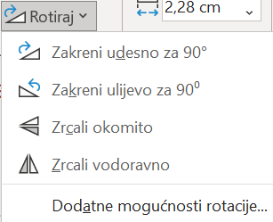 Rotiraj
2,28 cm
Zakreni udesno za 90°
Zakreni ulijevo za 90⁰
Zrcali okomito
Zrcali vodoravno
Dodatne mogućnosti rotacije...